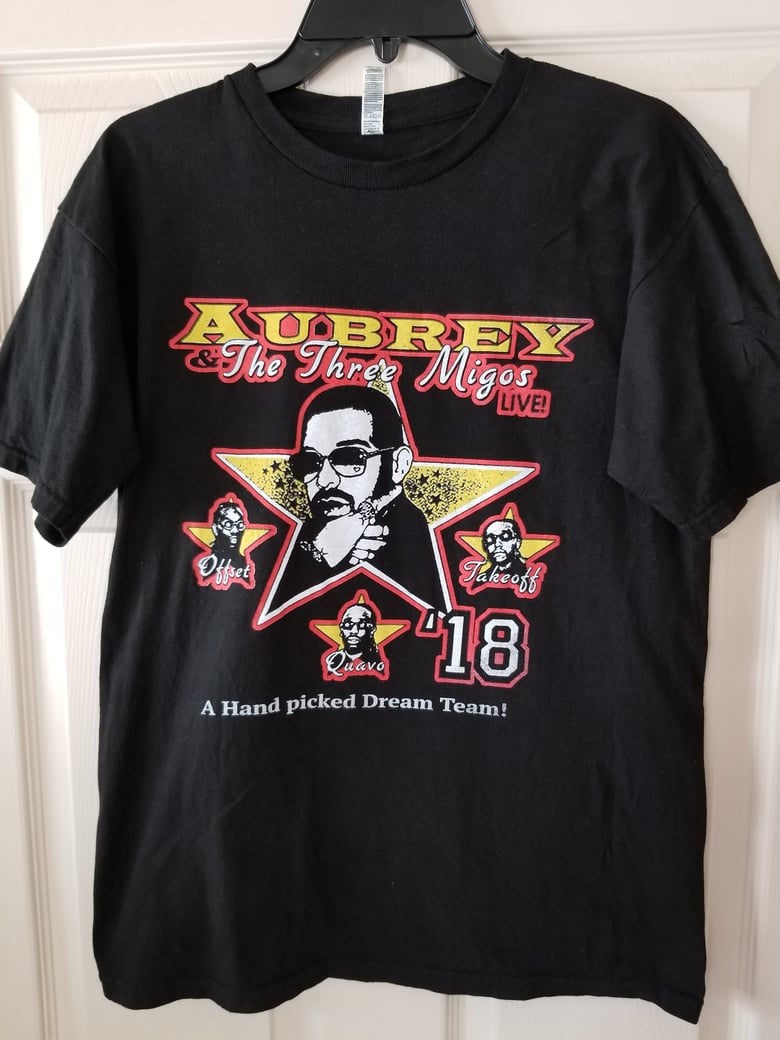 AUBREY
& The Three Migos
LIVE!
Offset
Takeoff
Quavo
'18
A Hand picked Dream Team!